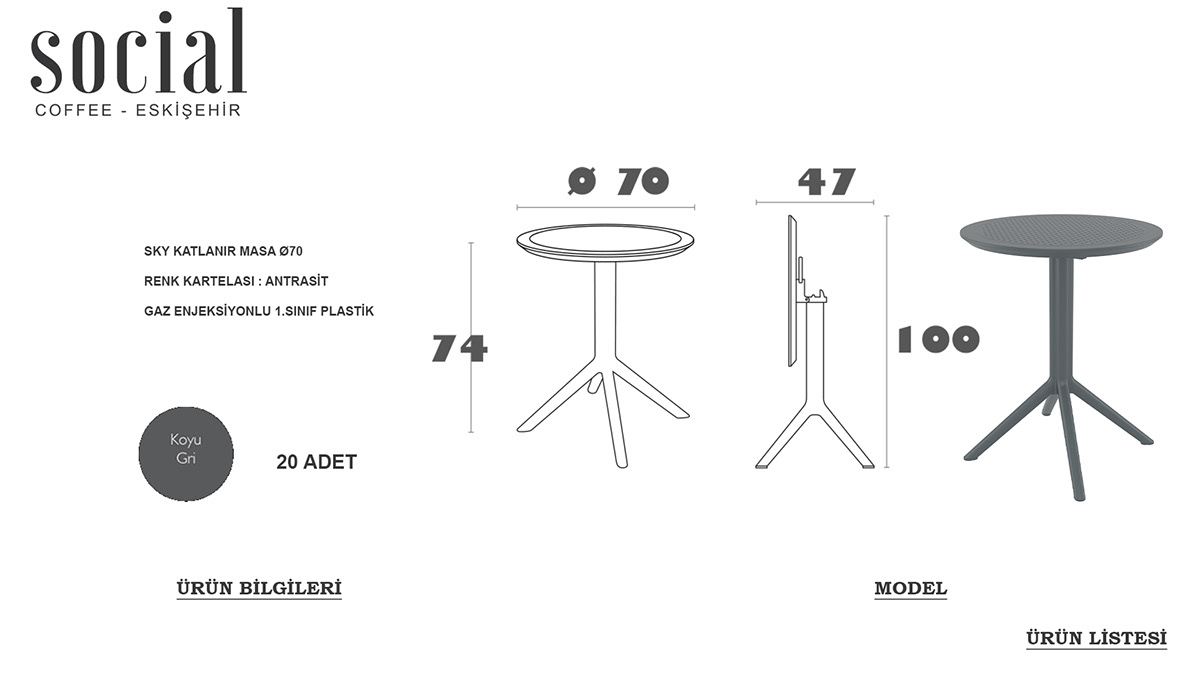 social
COFFEE - ESKİŞEHİR
Ø 70
47
SKY KATLANIR MASA Ø70
RENK KARTELASI : ANTRASİT
GAZ ENJEKSİYONLU 1.SINIF PLASTİK
74
100
Koyu
Gri
20 ADET
ÜRÜN BİLGİLERİ
MODEL
ÜRÜN LİSTESİ